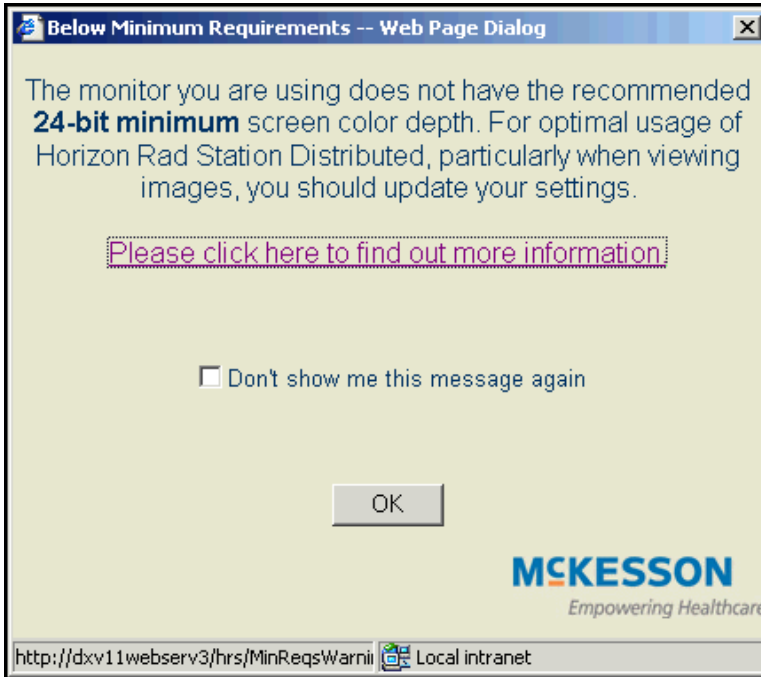 Below Minimum Requirements -- Web Page Dialog
The monitor you are using does not have the recommended
24-bit minimum screen color depth. For optimal usage of
Horizon Rad Station Distributed, particularly when viewing
images, you should update your settings.
Please click here to find out more information.
Don't show me this message again
OK
MCKESSON
Empowering Healthcare
http://dxv11webserv3/hrs/MinReqsWarnin Local intranet